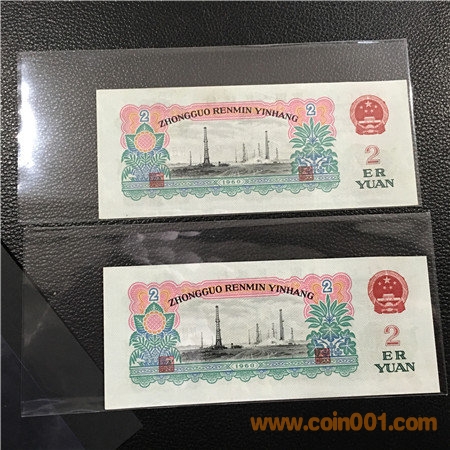 2 ZHONGGUO RENMIN YINHANG 2
2
ER
YUAN
1960
2 ZHONGGUO RENMIN YINHANG 2
2
ER
YUAN
1960
www.coin001.com